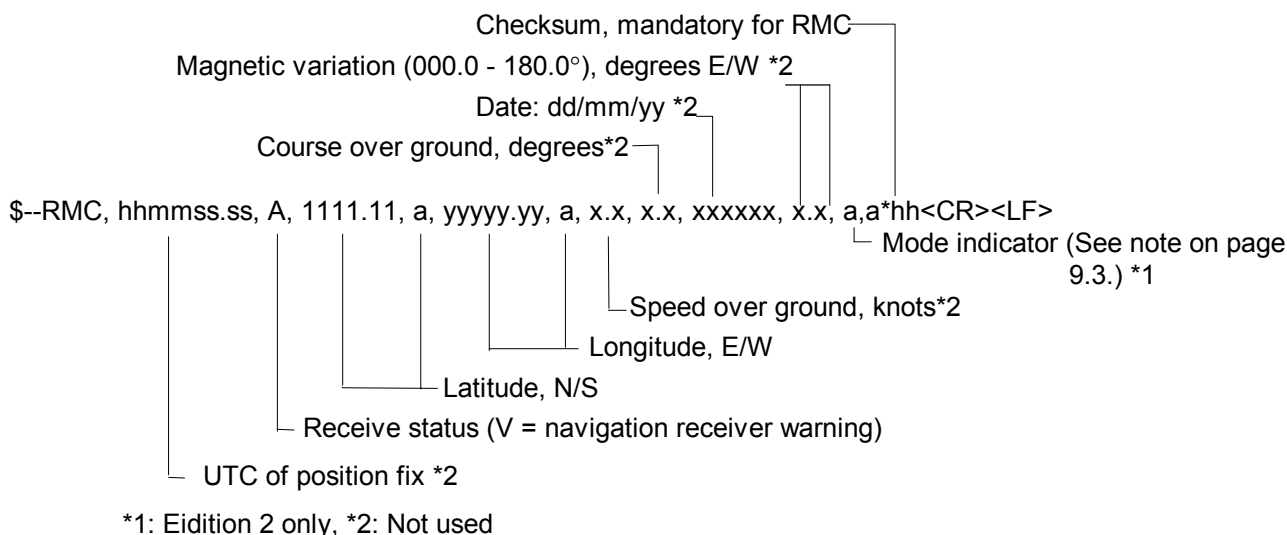 Checksum, mandatory for RMC
Magnetic variation (000.0 - 180.0°), degrees E/W *2
Date: dd/mm/yy *2
Course over ground, degrees*2
$--RMC, hhmmss.ss, A, 1111.11, a, yyyyy.yy, a, x.x, x.x, xxxxxx, x.x, a,a*hh<CR><LF>
Mode indicator (See note on page
9.3.) *1
Speed over ground, knots*2
Longitude, E/W
Latitude, N/S
Receive status (V = navigation receiver warning)
UTC of position fix *2
*1: Eidition 2 only, *2: Not used